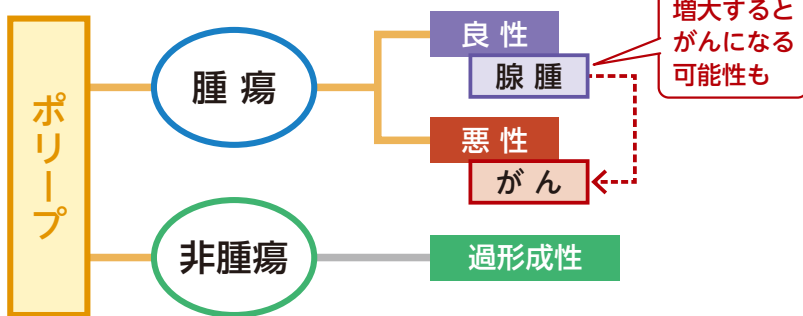 ポリープ
腫瘍
良性
腺腫
増大すると
がんになる
可能性も
悪性
がん
非腫瘍
過形成性